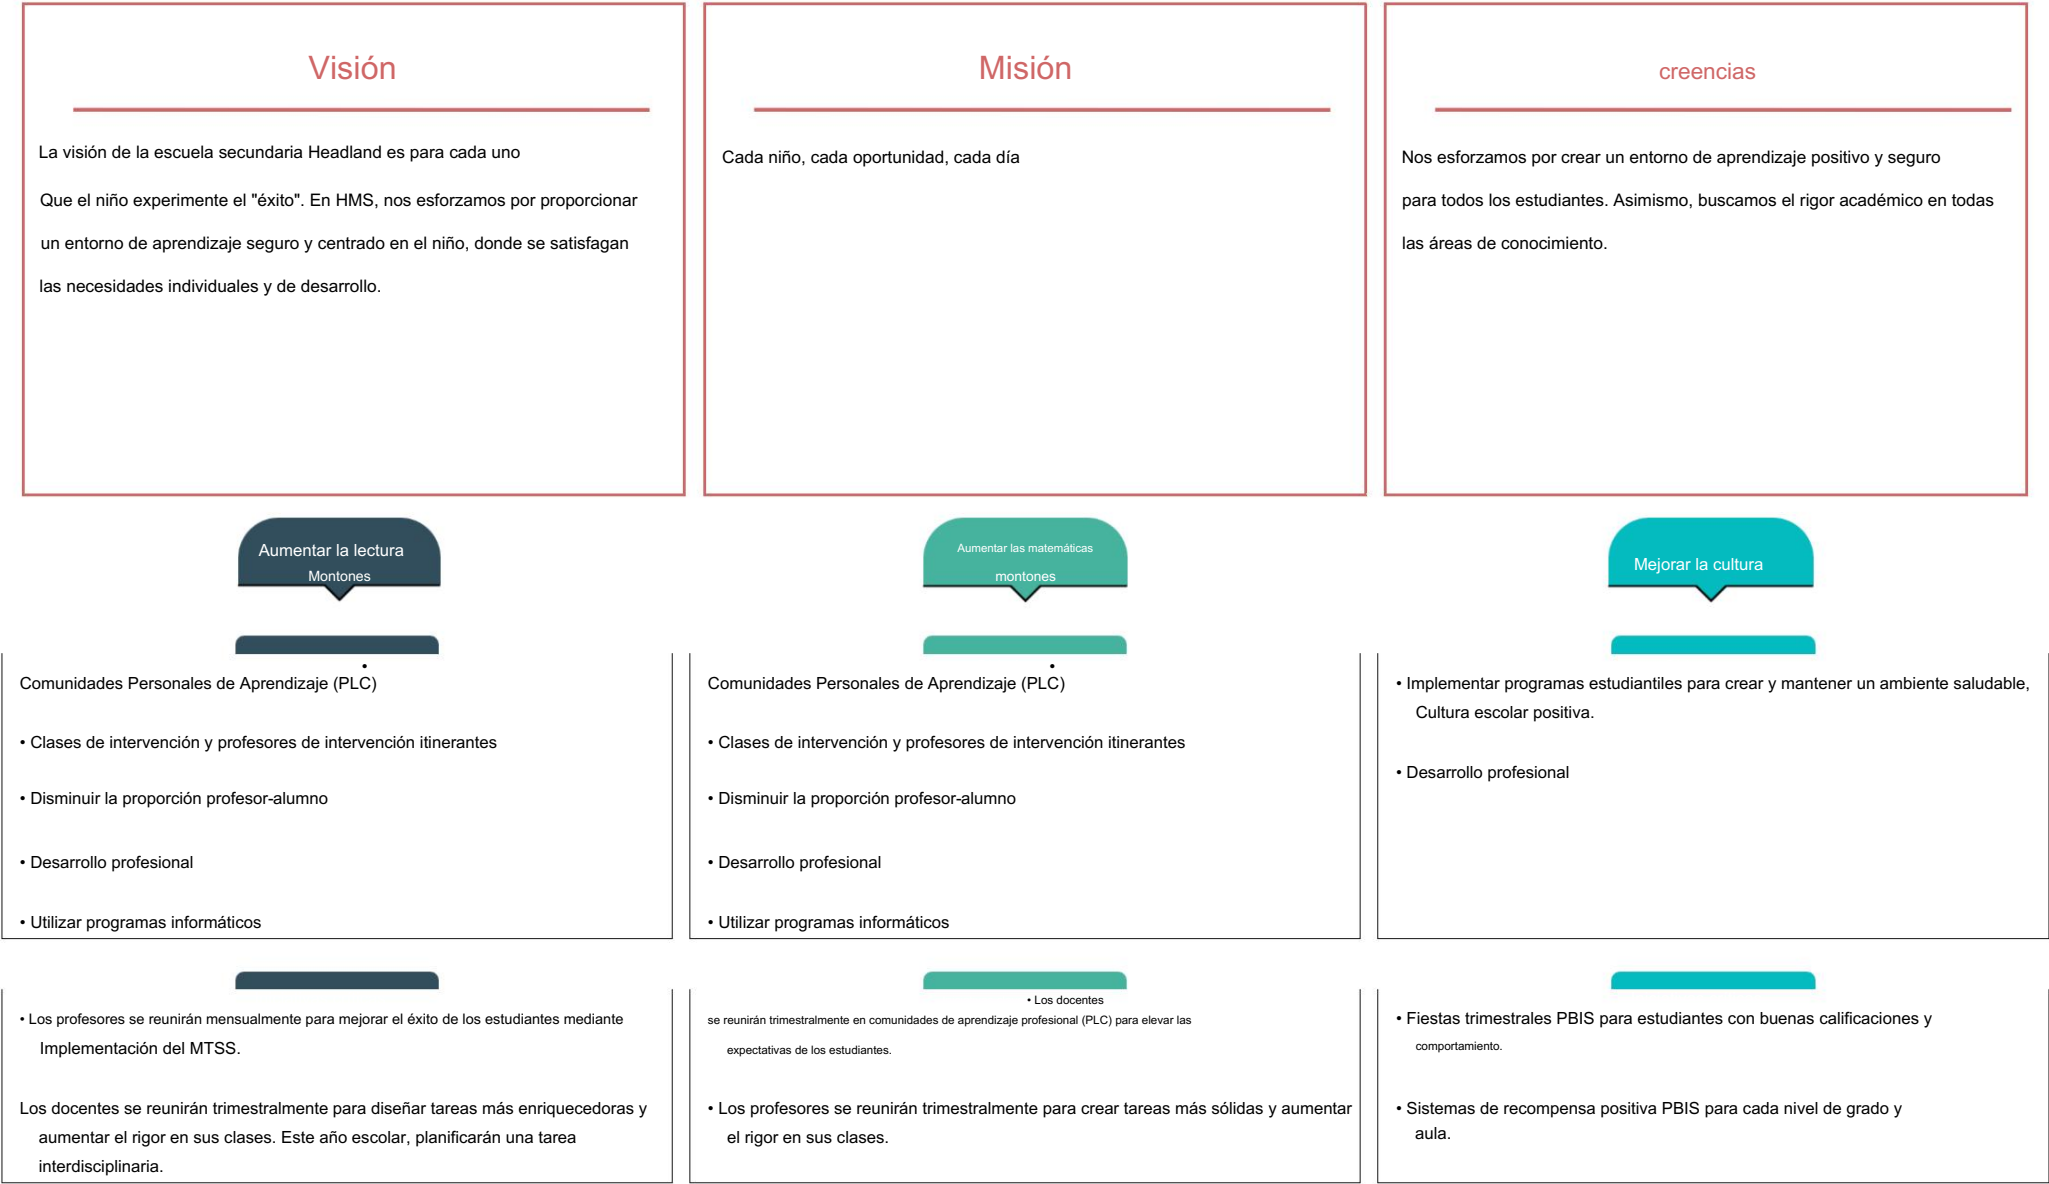 Visión
La visión de la escuela secundaria Headland es para cada uno
Que el niño experimente el "éxito". En HMS, nos esforzamos por proporcionar
un entorno de aprendizaje seguro y centrado en el niño, donde se satisfagan
las necesidades individuales y de desarrollo.
Misión
Cada niño, cada oportunidad, cada día
creencias
Nos esforzamos por crear un entorno de aprendizaje positivo y seguro
para todos los estudiantes. Asimismo, buscamos el rigor académico en todas
las áreas de conocimiento.
Aumentar la lectura
Montones
Aumentar las matemáticas
montones
Mejorar la cultura
•
Comunidades Personales de Aprendizaje (PLC)
• Clases de intervención y profesores de intervención itinerantes
• Disminuir la proporción profesor-alumno
• Desarrollo profesional
• Utilizar programas informáticos
•
Comunidades Personales de Aprendizaje (PLC)
• Clases de intervención y profesores de intervención itinerantes
• Disminuir la proporción profesor-alumno
• Desarrollo profesional
• Utilizar programas informáticos
• Implementar programas estudiantiles para crear y mantener un ambiente saludable,
Cultura escolar positiva.
• Desarrollo profesional
• Los profesores se reunirán mensualmente para mejorar el éxito de los estudiantes mediante
Implementación del MTSS.
Los docentes se reunirán trimestralmente para diseñar tareas más enriquecedoras y
aumentar el rigor en sus clases. Este año escolar, planificarán una tarea
interdisciplinaria.
• Los docentes
se reunirán trimestralmente en comunidades de aprendizaje profesional (PLC) para elevar las
expectativas de los estudiantes.
• Los profesores se reunirán trimestralmente para crear tareas más sólidas y aumentar
el rigor en sus clases.
• Fiestas trimestrales PBIS para estudiantes con buenas calificaciones y
comportamiento.
• Sistemas de recompensa positiva PBIS para cada nivel de grado y
aula.